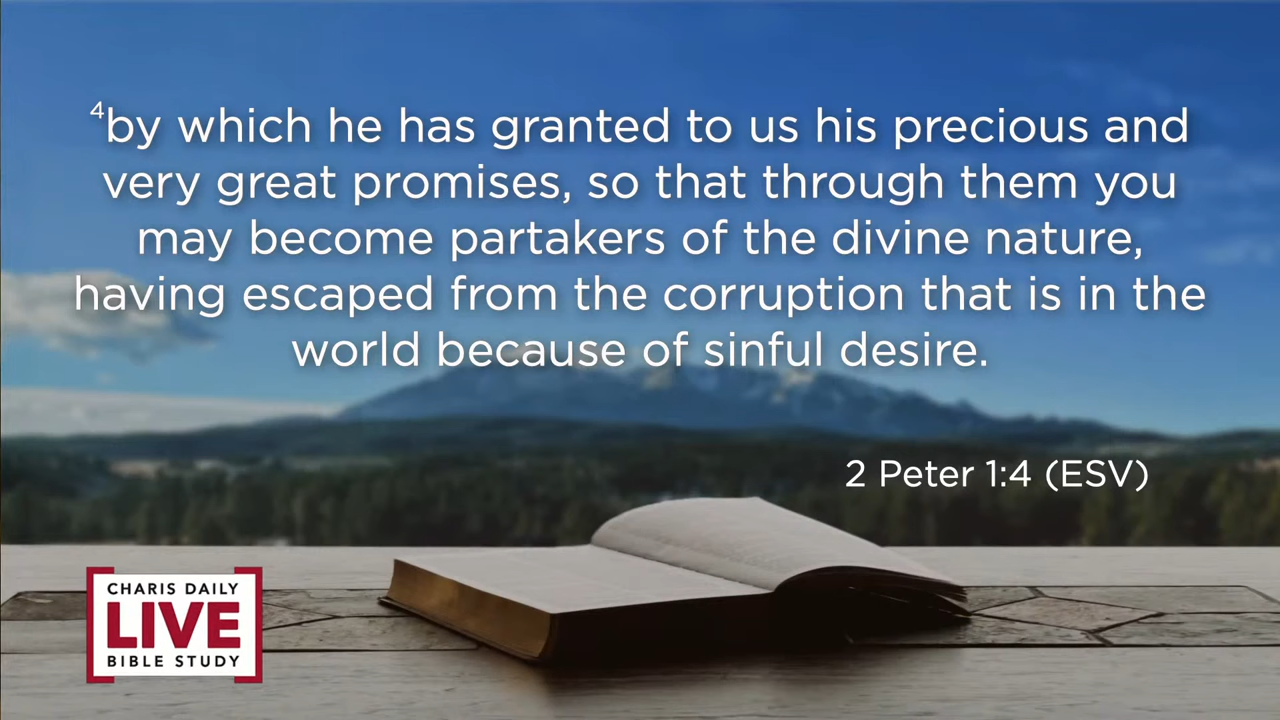 4by which he has granted to us his precious and
very great promises, so that through them you
may become partakers of the divine nature,
having escaped from the corruption that is in the
world because of sinful desire.
2 Peter 1:4 (ESV)
CHARIS DAILY
LIVE
BIBLE STUDY